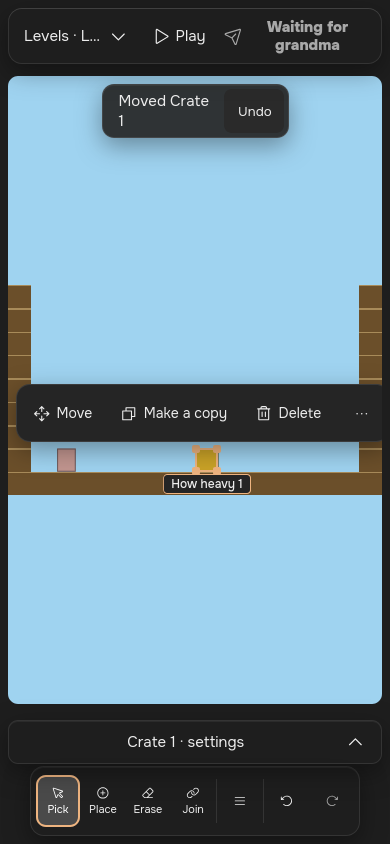 Levels · L...
Play
Waiting for
grandma
Moved Crate
1
Undo
Move
Make a copy
Delete
...
How heavy 1
Crate 1 · settings
Pick
Place
Erase
Join